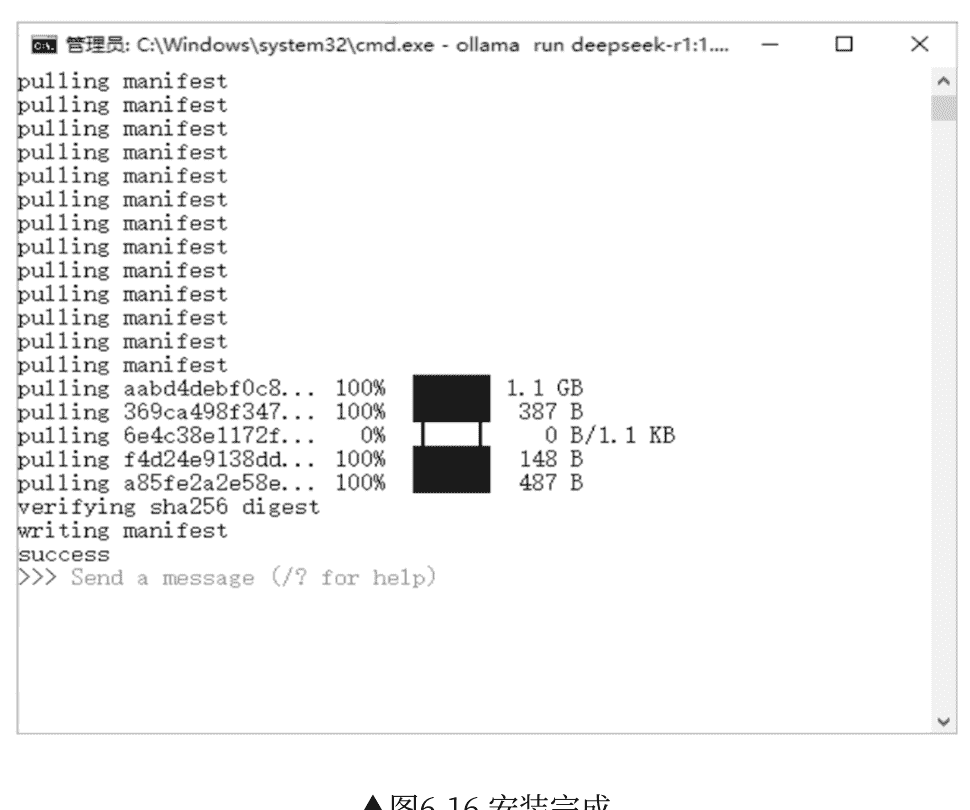 管理员: C:\Windows\system32\cmd.exe - ollama  run deepseek-r1:1....
pulling manifest
pulling manifest
pulling manifest
pulling manifest
pulling manifest
pulling manifest
pulling manifest
pulling manifest
pulling manifest
pulling manifest
pulling manifest
pulling manifest
pulling manifest
pulling aabd4debf0c8... 100% 1.1 GB
pulling 369ca498f347... 100% 387 B
pulling 6e4c38e1172f... 0% 0 B/1.1 KB
pulling f4d24e9138dd... 100% 148 B
pulling a85fe2a2e58e... 100% 487 B
verifying sha256 digest
writing manifest
success
>>> Send a message (/? for help)
▲图6-16 安装完成